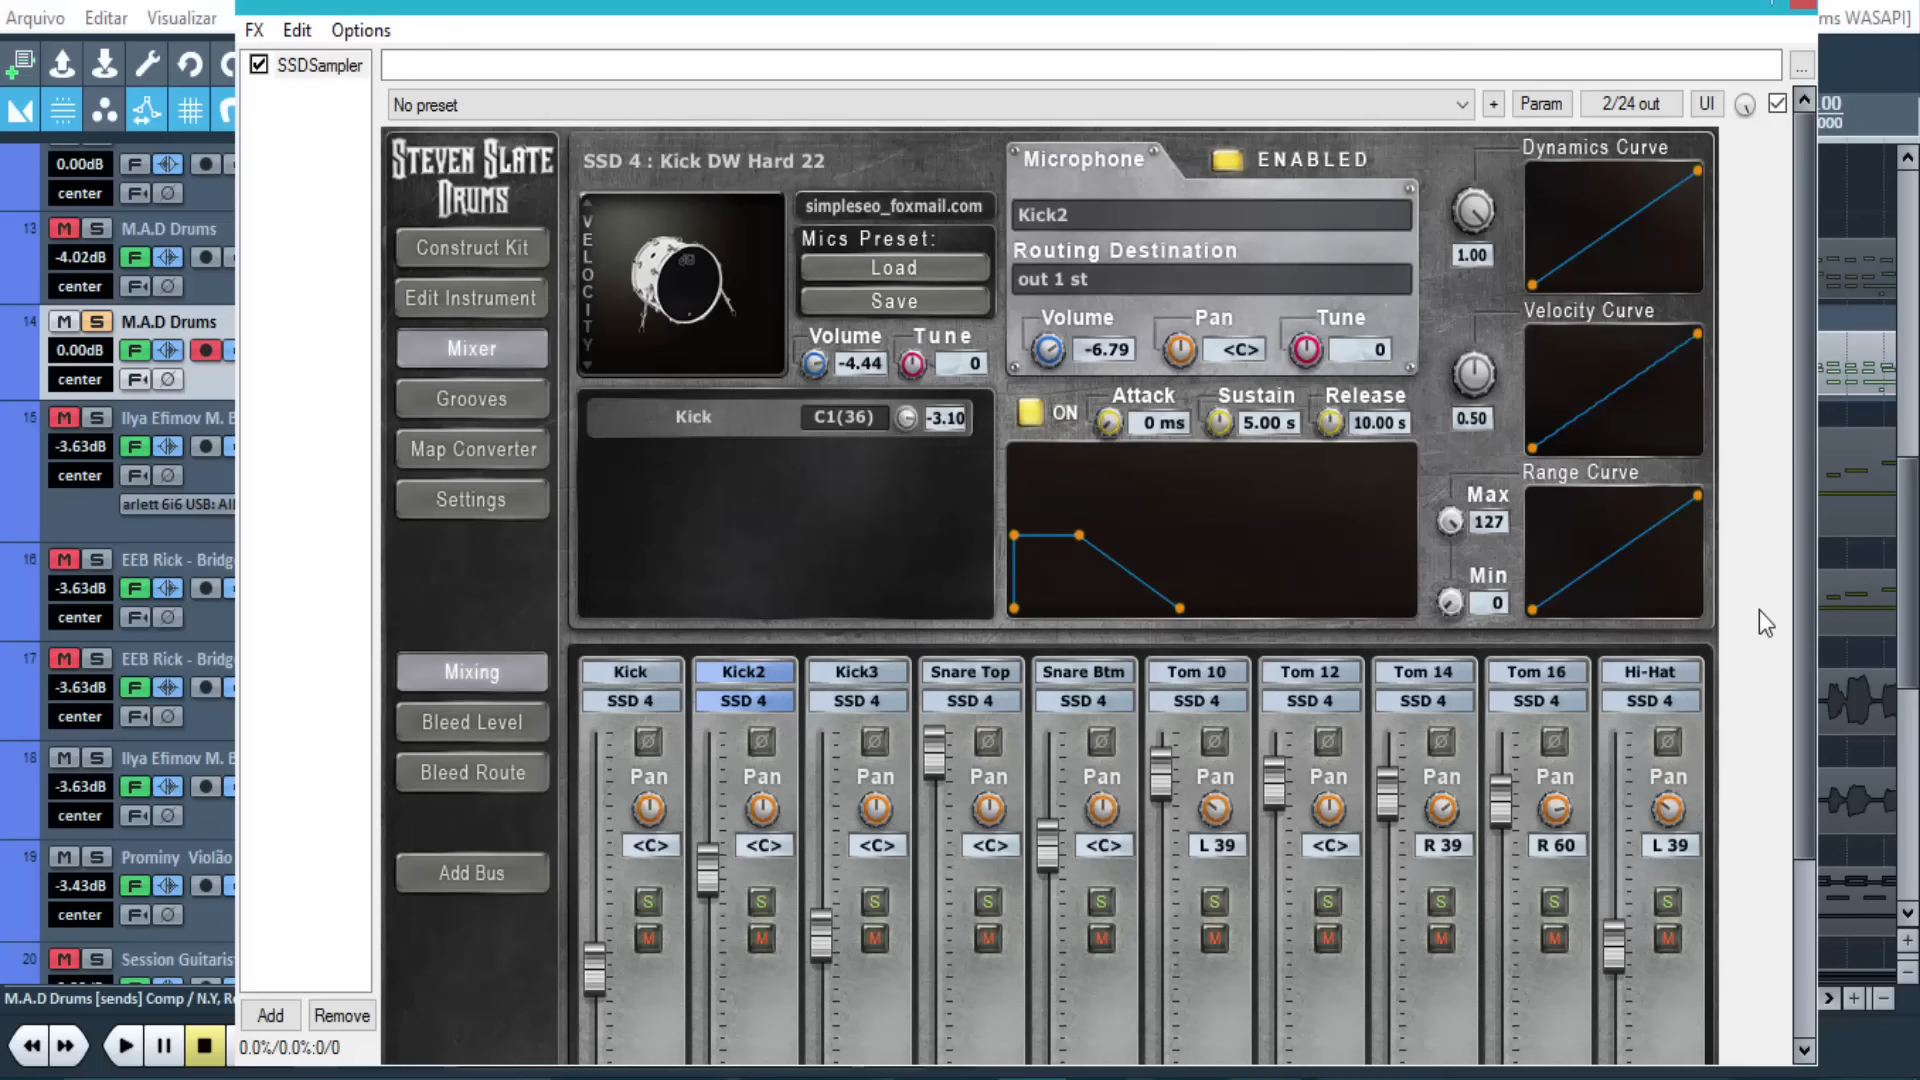 Arquivo Editar Visualizar
ms WASAPI]
FX Edit Options
SSDSampler
...
No preset
+ Param 2/24 out UI
.00
000
0.00dB F
center F
13 M S M.A.D Drums
-4.02dB F
center F
14 M S M.A.D Drums
0.00dB F
center F
15 M S Ilya Efimov M. B
-3.63dB F
center F
arlett 6i6 USB: All
16 M S EEB Rick - Bridg
-3.63dB F
center F
17 M S EEB Rick - Bridg
-3.63dB F
center F
18 M S Ilya Efimov M. B
-3.63dB F
center F
19 M S Prominy Violão
-3.43dB F
center F
20 M S Session Guitaris
M.A.D Drums [sends] Comp / N.Y, Re
Add Remove
0.0%/0.0%:0/0
STEVEN SLATE
DRUMS
Construct Kit
Edit Instrument
Mixer
Grooves
Map Converter
Settings
Mixing
Bleed Level
Bleed Route
Add Bus
SSD 4 : Kick DW Hard 22
VELOCITY
simpleseo_foxmail.com
Mics Preset:
Load
Save
Volume Tune
-4.44 0
Kick C1(36) -3.10
Microphone ENABLED
Kick2
Routing Destination
out 1 st
Volume Pan Tune
-6.79 <C> 0
ON Attack Sustain Release
0 ms 5.00 s 10.00 s
Dynamics Curve
1.00
Velocity Curve
0.50
Range Curve
Max
127
Min
0
Kick Kick2 Kick3 Snare Top Snare Btm Tom 10 Tom 12 Tom 14 Tom 16 Hi-Hat
SSD 4 SSD 4 SSD 4 SSD 4 SSD 4 SSD 4 SSD 4 SSD 4 SSD 4 SSD 4
Ø Ø Ø Ø Ø Ø Ø Ø Ø Ø
Pan Pan Pan Pan Pan Pan Pan Pan Pan Pan
<C> <C> <C> <C> <C> L 39 <C> R 39 R 60 L 39
S S S S S S S S S S
M M M M M M M M M M